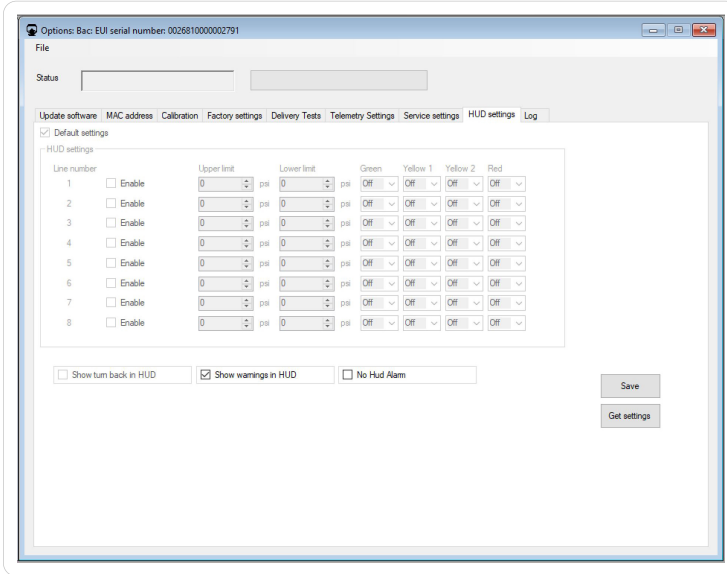 Options: Bac: EUI serial number: 0026810000002791
File
Status
Update software MAC address Calibration Factory settings Delivery Tests Telemetry Settings Service settings HUD settings Log
Default settings
HUD settings
Line number Upper limit Lower limit Green Yellow 1 Yellow 2 Red
1 Enable 0 psi 0 psi Off Off Off Off
2 Enable 0 psi 0 psi Off Off Off Off
3 Enable 0 psi 0 psi Off Off Off Off
4 Enable 0 psi 0 psi Off Off Off Off
5 Enable 0 psi 0 psi Off Off Off Off
6 Enable 0 psi 0 psi Off Off Off Off
7 Enable 0 psi 0 psi Off Off Off Off
8 Enable 0 psi 0 psi Off Off Off Off
Show turn back in HUD Show warnings in HUD No Hud Alarm
Save
Get settings